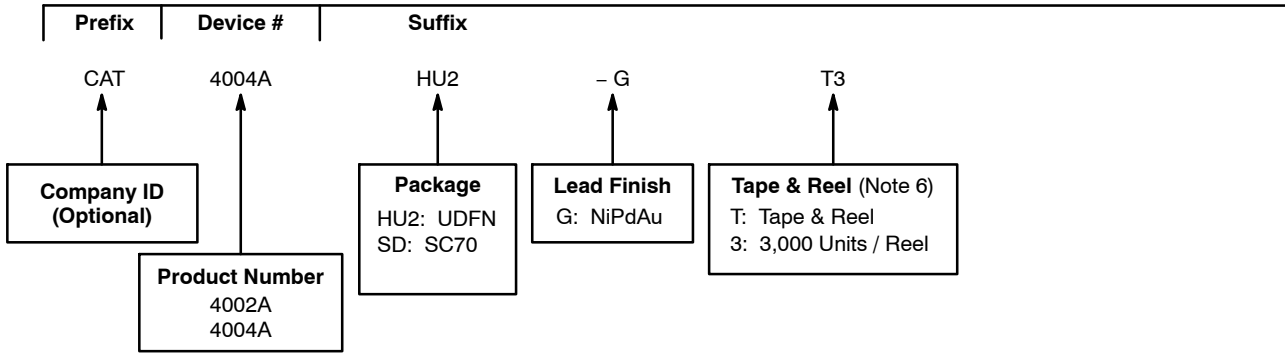 Prefix Device # Suffix
CAT 4004A HU2 – G T3
Company ID
(Optional)
Product Number
4002A
4004A
Package
HU2: UDFN
SD: SC70
Lead Finish
G: NiPdAu
Tape & Reel (Note 6)
T: Tape & Reel
3: 3,000 Units / Reel